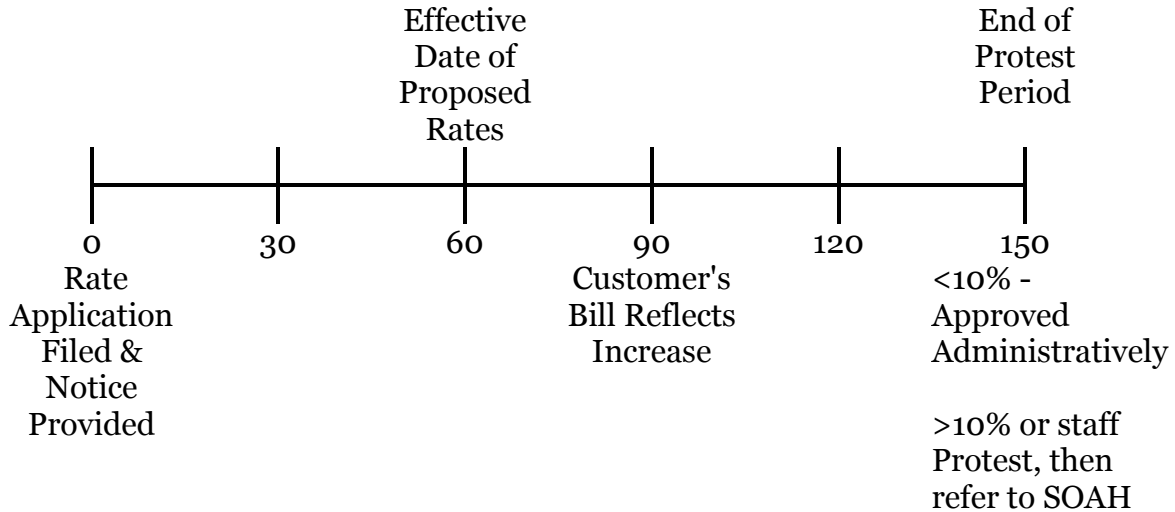 Effective
Date of
Proposed
Rates
End of
Protest
Period
0
30
60
90
120
150
Rate
Application
Filed &
Notice
Provided
Customer's
Bill Reflects
Increase
<10% -
Approved
Administratively
>10% or staff
Protest, then
refer to SOAH